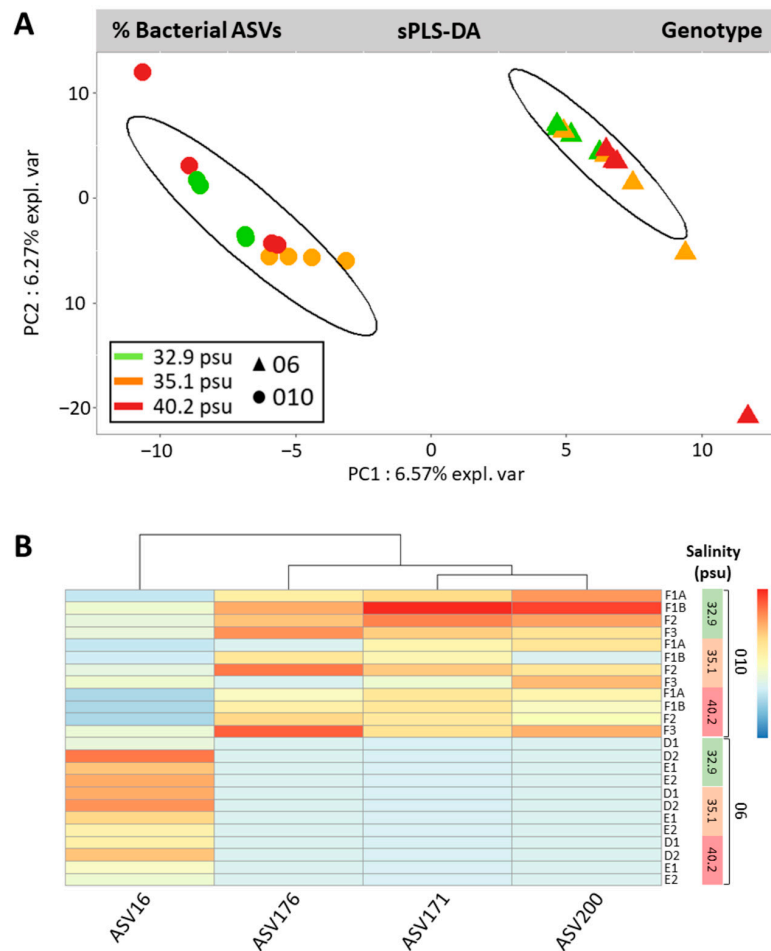 A
% Bacterial ASVs sPLS-DA Genotype
10
0
10
−20
PC2 : 6.27% expl. var
32.9 psu
35.1 psu
40.2 psu
06
010
−10 −5 0 5 10
PC1 : 6.57% expl. var
B
Salinity
(psu)
F1A
F1B
F2
F3
F1A
F1B
F2
F3
F1A
F1B
F2
F3
D1
D2
E1
E2
D1
D2
E1
E2
D1
D2
E1
E2
32.9
35.1
40.2
32.9
35.1
40.2
010
06
ASV16 ASV176 ASV171 ASV200